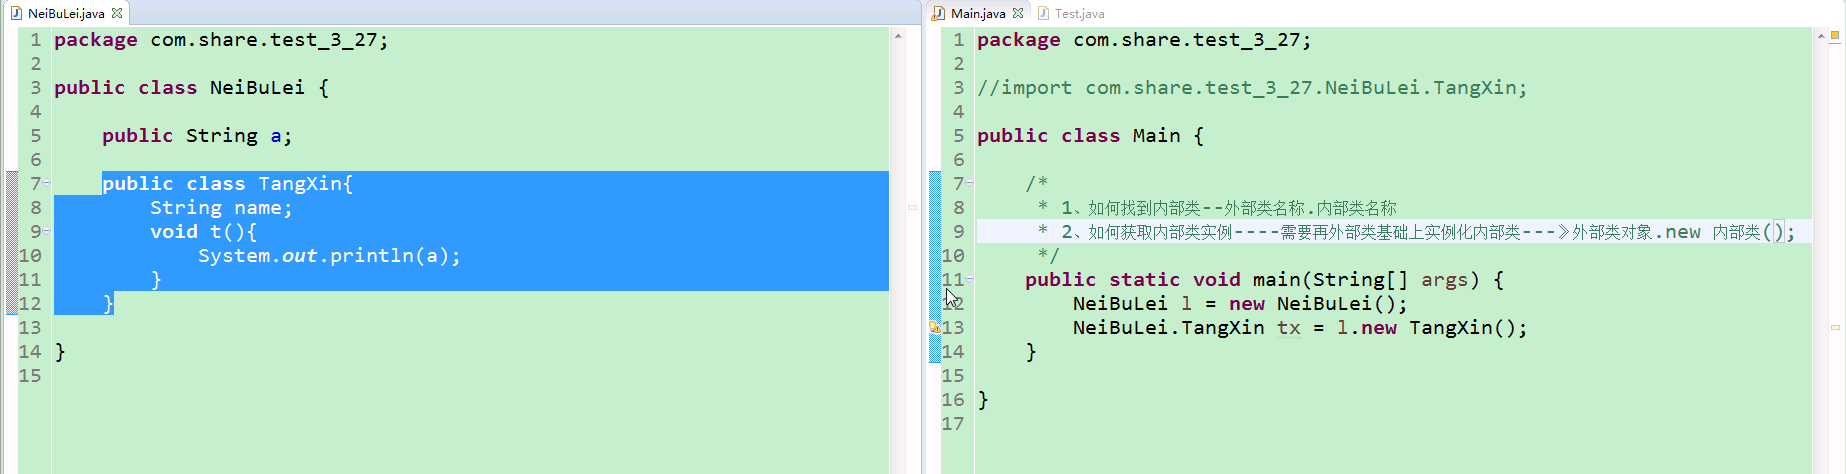 NeiBuLei.java
1 package com.share.test_3_27;
2
3 public class NeiBuLei {
4
5     public String a;
6
7     public class TangXin{
8         String name;
9         void t(){
10             System.out.println(a);
11         }
12     }
13
14 }
15
Main.java Test.java
1 package com.share.test_3_27;
2
3 //import com.share.test_3_27.NeiBuLei.TangXin;
4
5 public class Main {
6
7     /*
8      * 1、如何找到内部类--外部类名称.内部类名称
9      * 2、如何获取内部类实例----需要再外部类基础上实例化内部类---》外部类对象.new 内部类();
10      */
11     public static void main(String[] args) {
12         NeiBuLei l = new NeiBuLei();
13         NeiBuLei.TangXin tx = l.new TangXin();
14     }
15
16 }
17